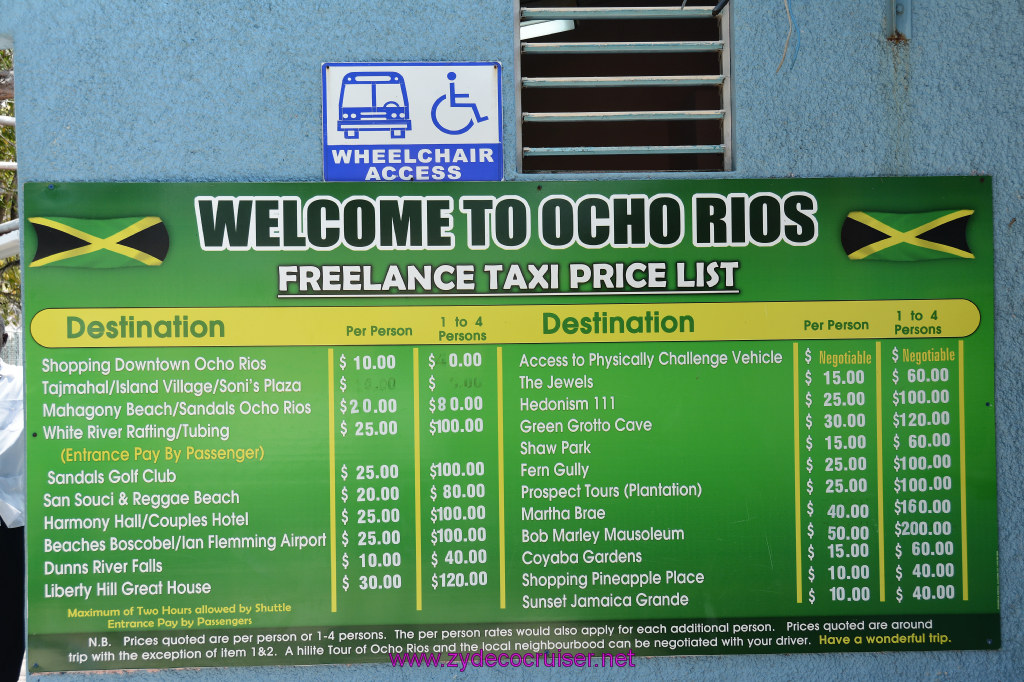 WHEELCHAIR
ACCESS
WELCOME TO OCHO RIOS
FREELANCE TAXI PRICE LIST
Destination Per Person 1 to 4 Persons
Shopping Downtown Ocho Rios $ 10.00 $ 0.00
Tajmahal/Island Village/Soni's Plaza $ $
Mahagony Beach/Sandals Ocho Rios $20.00 $80.00
White River Rafting/Tubing $ 25.00 $100.00
(Entrance Pay By Passenger)
Sandals Golf Club $ 25.00 $100.00
San Souci & Reggae Beach $ 20.00 $ 80.00
Harmony Hall/Couples Hotel $ 25.00 $100.00
Beaches Boscobel/Ian Flemming Airport $ 25.00 $100.00
Dunns River Falls $ 10.00 $ 40.00
Liberty Hill Great House $ 30.00 $120.00
Maximum of Two Hours allowed by Shuttle
Entrance Pay by Passengers
Destination Per Person 1 to 4 Persons
Access to Physically Challenge Vehicle $ Negotiable $ Negotiable
The Jewels $ 15.00 $ 60.00
Hedonism 111 $ 25.00 $100.00
Green Grotto Cave $ 30.00 $120.00
Shaw Park $ 15.00 $ 60.00
Fern Gully $ 25.00 $100.00
Prospect Tours (Plantation) $ 25.00 $100.00
Martha Brae $ 40.00 $160.00
Bob Marley Mausoleum $ 50.00 $200.00
Coyaba Gardens $ 15.00 $ 60.00
Shopping Pineapple Place $ 10.00 $ 40.00
Sunset Jamaica Grande $ 10.00 $ 40.00
N.B. Prices quoted are per person or 1-4 persons. The per person rates would also apply for each additional person. Prices quoted are around
trip with the exception of item 1&2. A hilite Tour of Ocho Rios and the local neighbourhood can be negotiated with your driver. Have a wonderful trip.
www.zydecocruiser.net